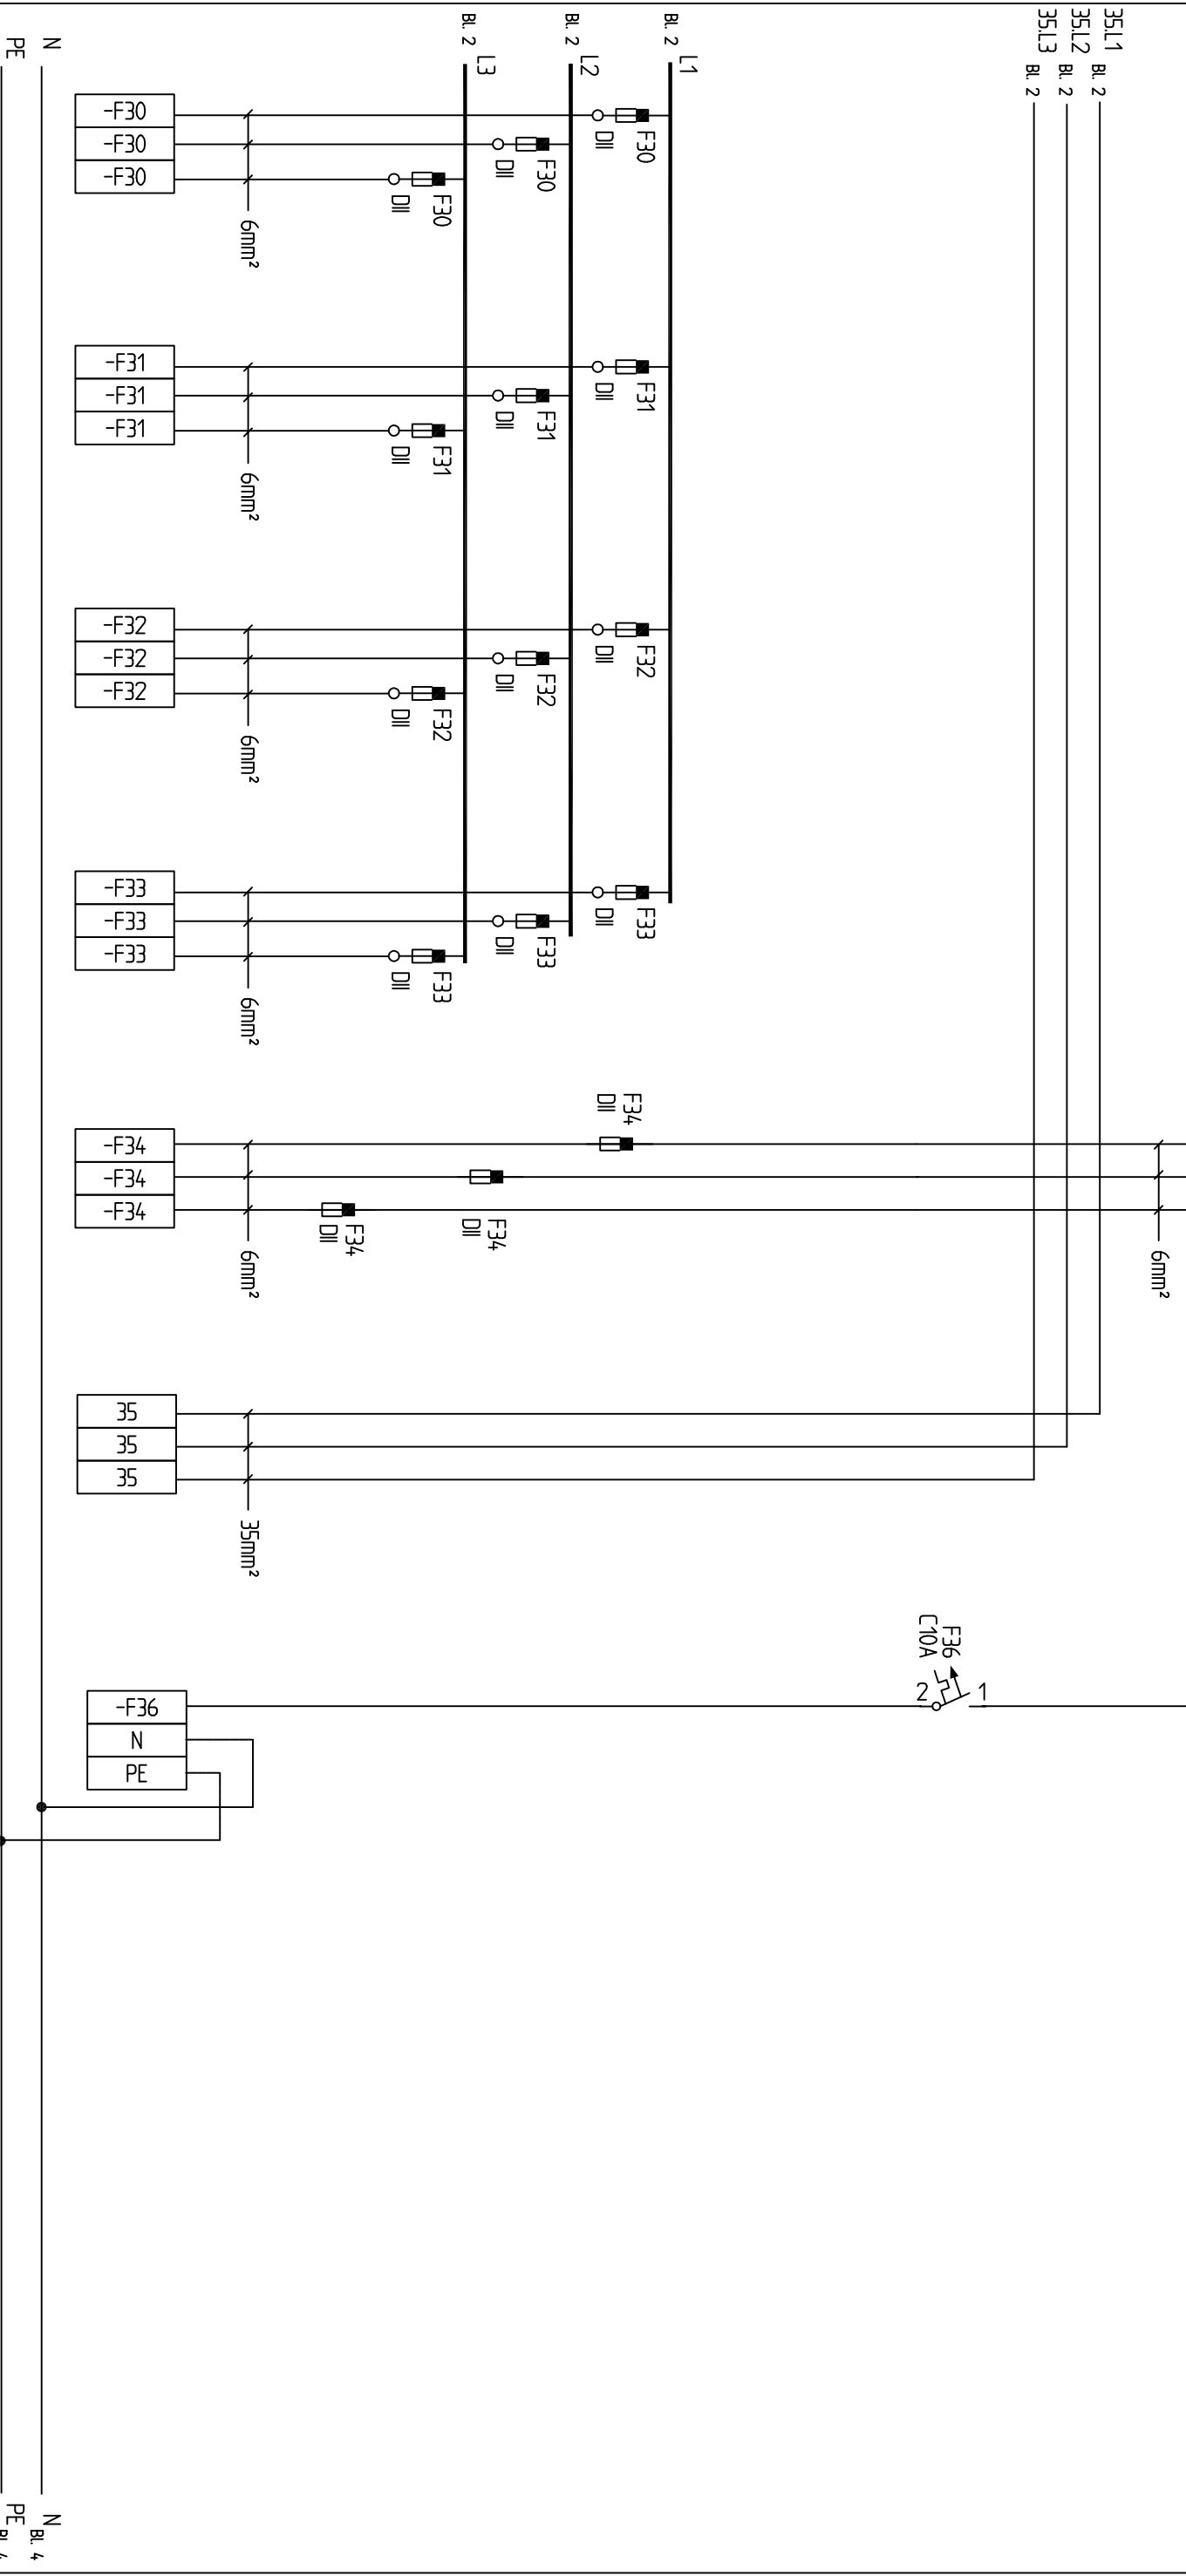 35.L1 Bl. 2
35.L2 Bl. 2
35.L3 Bl. 2
6mm²
F36
C10A
1
2
Bl. 2 L1
F30
DII
F31
DII
F32
DII
F33
DII
F34
DII
Bl. 2 L2
F30
DII
F31
DII
F32
DII
F33
DII
F34
DII
Bl. 2 L3
F30
DII
F31
DII
F32
DII
F33
DII
F34
DII
6mm²
6mm²
6mm²
6mm²
6mm²
35mm²
-F30
-F30
-F30
-F31
-F31
-F31
-F32
-F32
-F32
-F33
-F33
-F33
-F34
-F34
-F34
35
35
35
-F36
N
PE
N
N
Bl. 4
PE
PE
Bl. 4